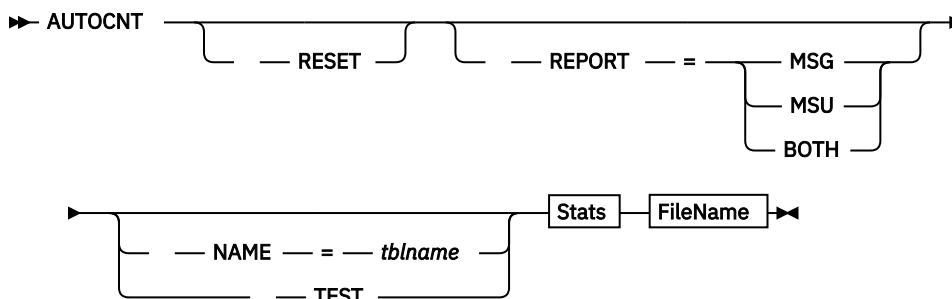 AUTOCNT
RESET REPORT = MSG
MSU
BOTH
Stats FileName
NAME = tblname
TEST